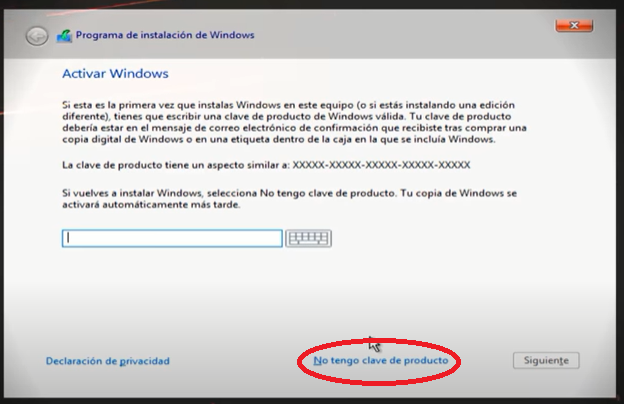 Programa de instalación de Windows
Activar Windows
Si esta es la primera vez que instalas Windows en este equipo (o si estás instalando una edición
diferente), tienes que escribir una clave de producto de Windows válida. Tu clave de producto
debería estar en el mensaje de correo electrónico de confirmación que recibiste tras comprar una
copia digital de Windows o en una etiqueta dentro de la caja en la que se incluía Windows.
La clave de producto tiene un aspecto similar a: XXXXX-XXXXX-XXXXX-XXXXX-XXXXX
Si vuelves a instalar Windows, selecciona No tengo clave de producto. Tu copia de Windows se
activará automáticamente más tarde.
Declaración de privacidad
No tengo clave de producto
Siguiente